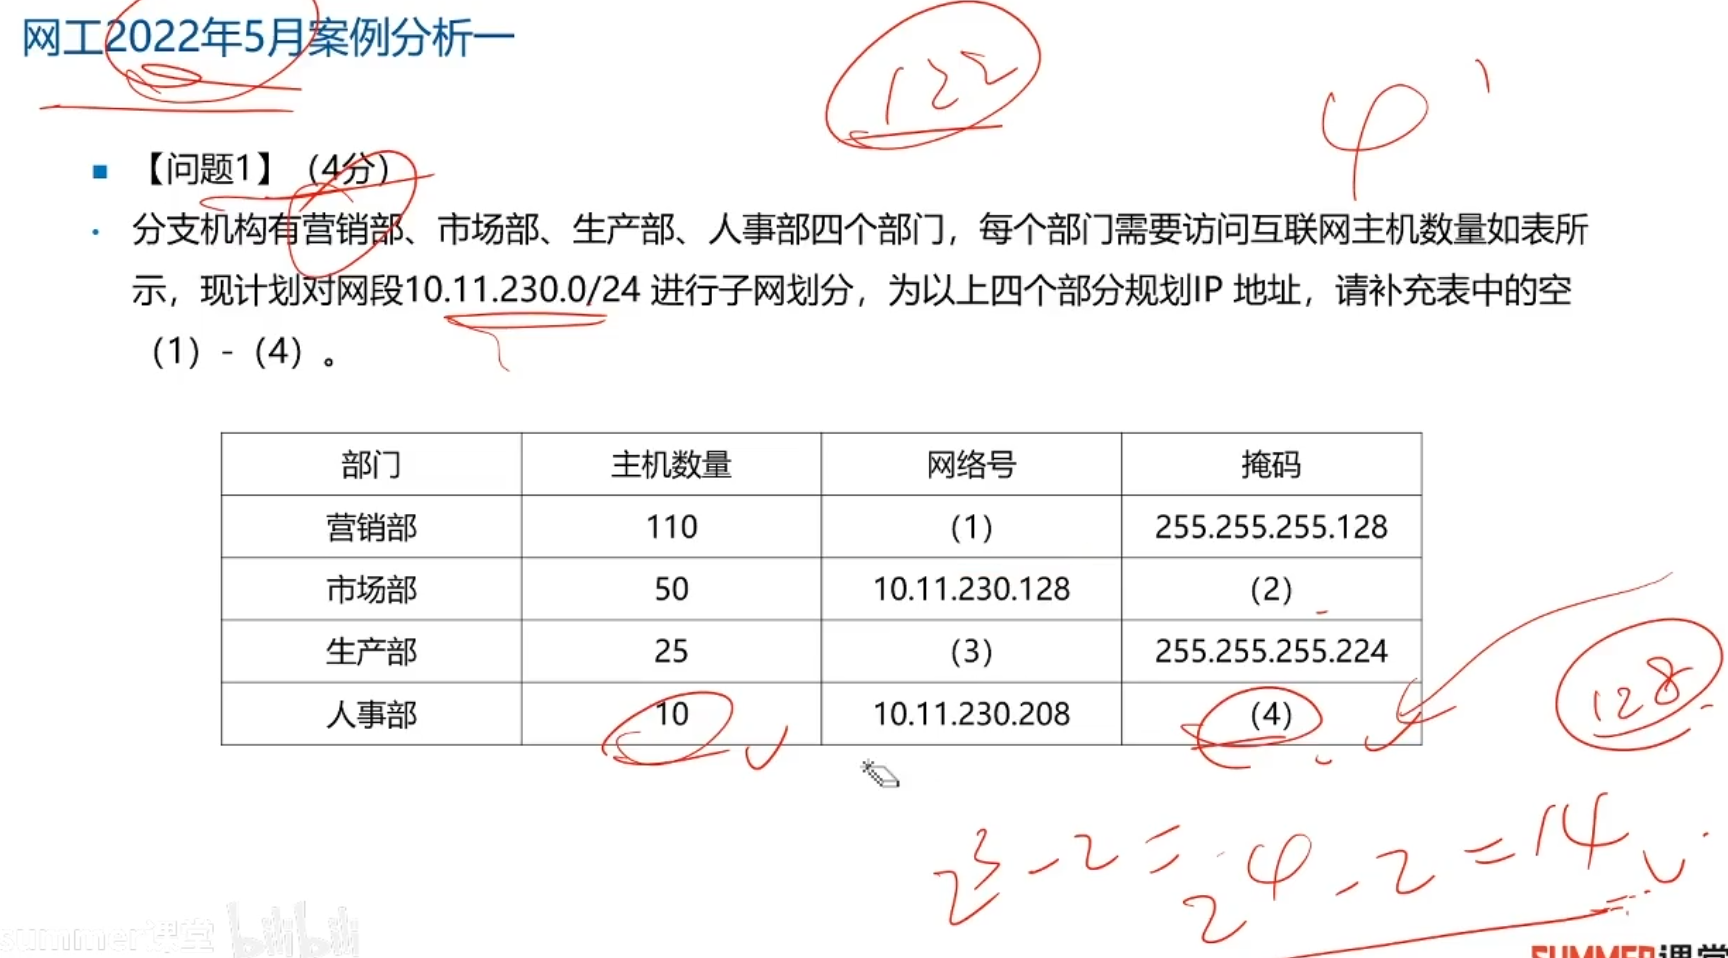 网工2022年5月案例分析一
122
4
【问题1】（4分）
分支机构有营销部、市场部、生产部、人事部四个部门，每个部门需要访问互联网主机数量如表所
示，现计划对网段10.11.230.0/24 进行子网划分，为以上四个部分规划IP 地址，请补充表中的空
（1）-（4）。
部门 主机数量 网络号 掩码
营销部 110 （1） 255.255.255.128
市场部 50 10.11.230.128 （2）
生产部 25 （3） 255.255.255.224
人事部 10 10.11.230.208 （4）
128
2³-2= 2⁴-2=14
summer课堂 bilibili
SUMMER课堂